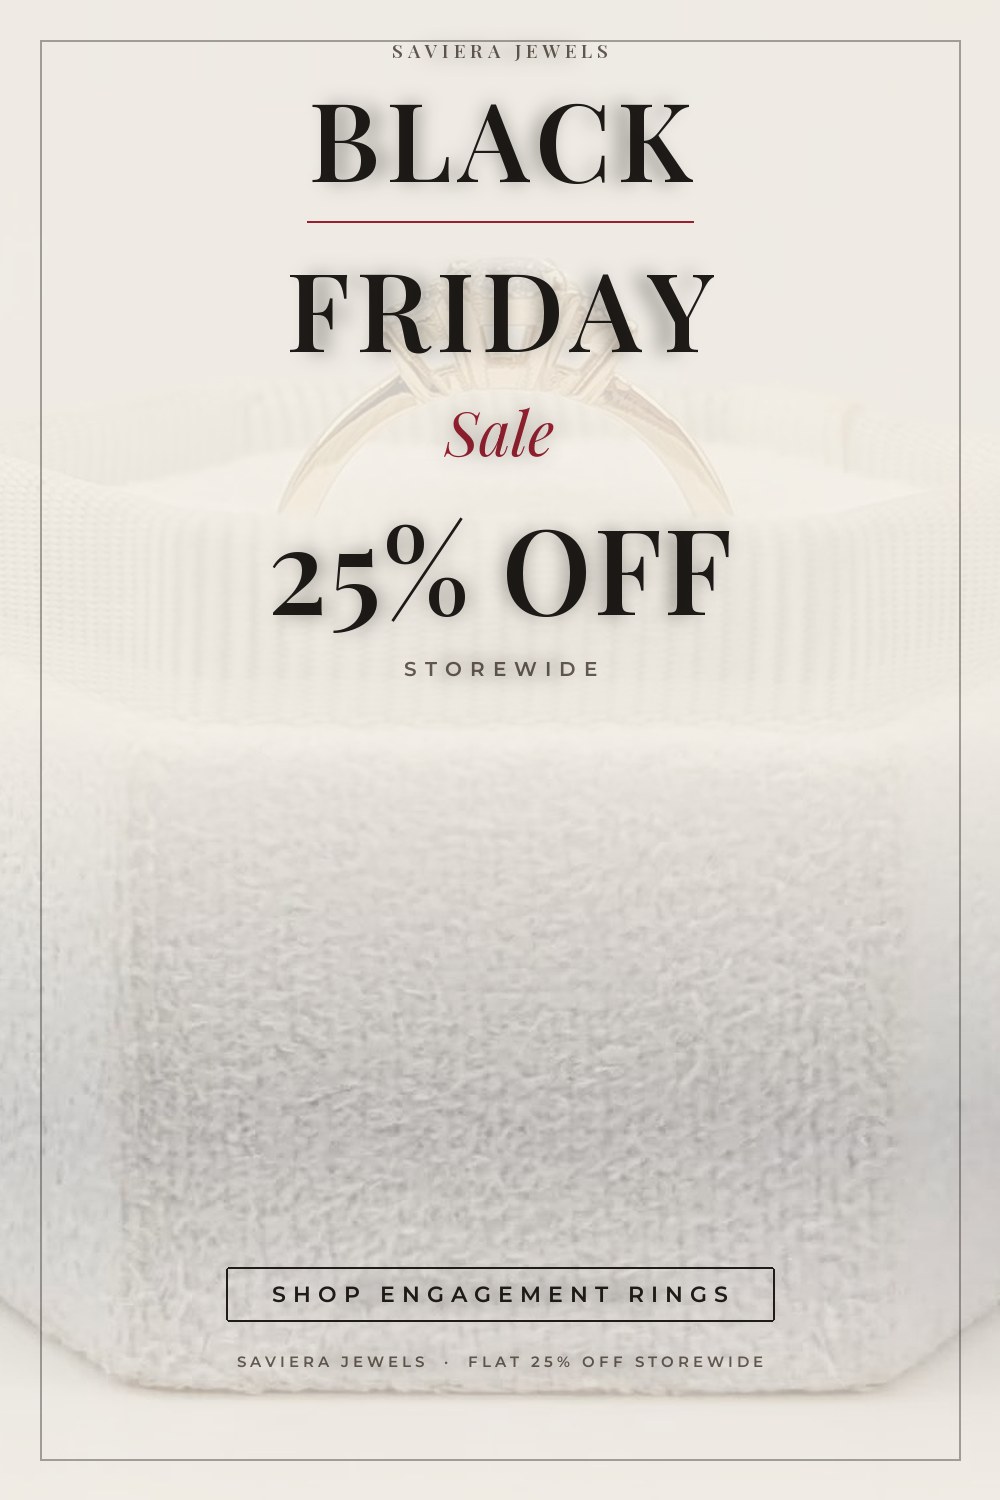 SAVIERA JEWELS
BLACK
FRIDAY
Sale
25% OFF
STOREWIDE
SHOP ENGAGEMENT RINGS
SAVIERA JEWELS · FLAT 25% OFF STOREWIDE